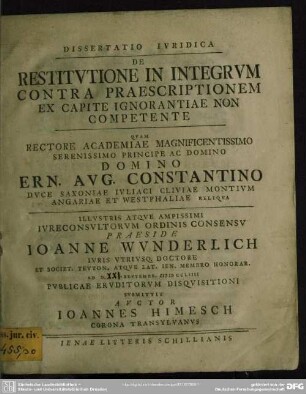 DISSERTATIO IVRIDICA
DE
RESTITVTIONE IN INTEGRVM
CONTRA PRAESCRIPTIONEM
EX CAPITE IGNORANTIAE NON
COMPETENTE
QVAM
RECTORE ACADEMIAE MAGNIFICENTISSIMO
SERENISSIMO PRINCIPE AC DOMINO
DOMINO
ERN. AVG. CONSTANTINO
DVCE SAXONIAE IVLIACI CLIVIAE MONTIVM
ANGARIAE ET WESTPHALIAE RELIQVA
ILLVSTRIS ATQVE AMPLISSIMI
IVRECONSVLTORVM ORDINIS CONSENSV
PRAESIDE
IOANNE WVNDERLICH
IVRIS VTRIVSQ. DOCTORE
ET SOCIET. TEVTON. ATQVE LAT. IEN. MEMBRO HONORAR.
XXI
PVBLICAE ERVDITORVM DISQVISITIONI
SVBMITTIT
AVCTOR
IOANNES HIMESCH
CORONA TRANSYLVANVS
IENAE LITTERIS SCHILLIANIS
o. jur. civ.